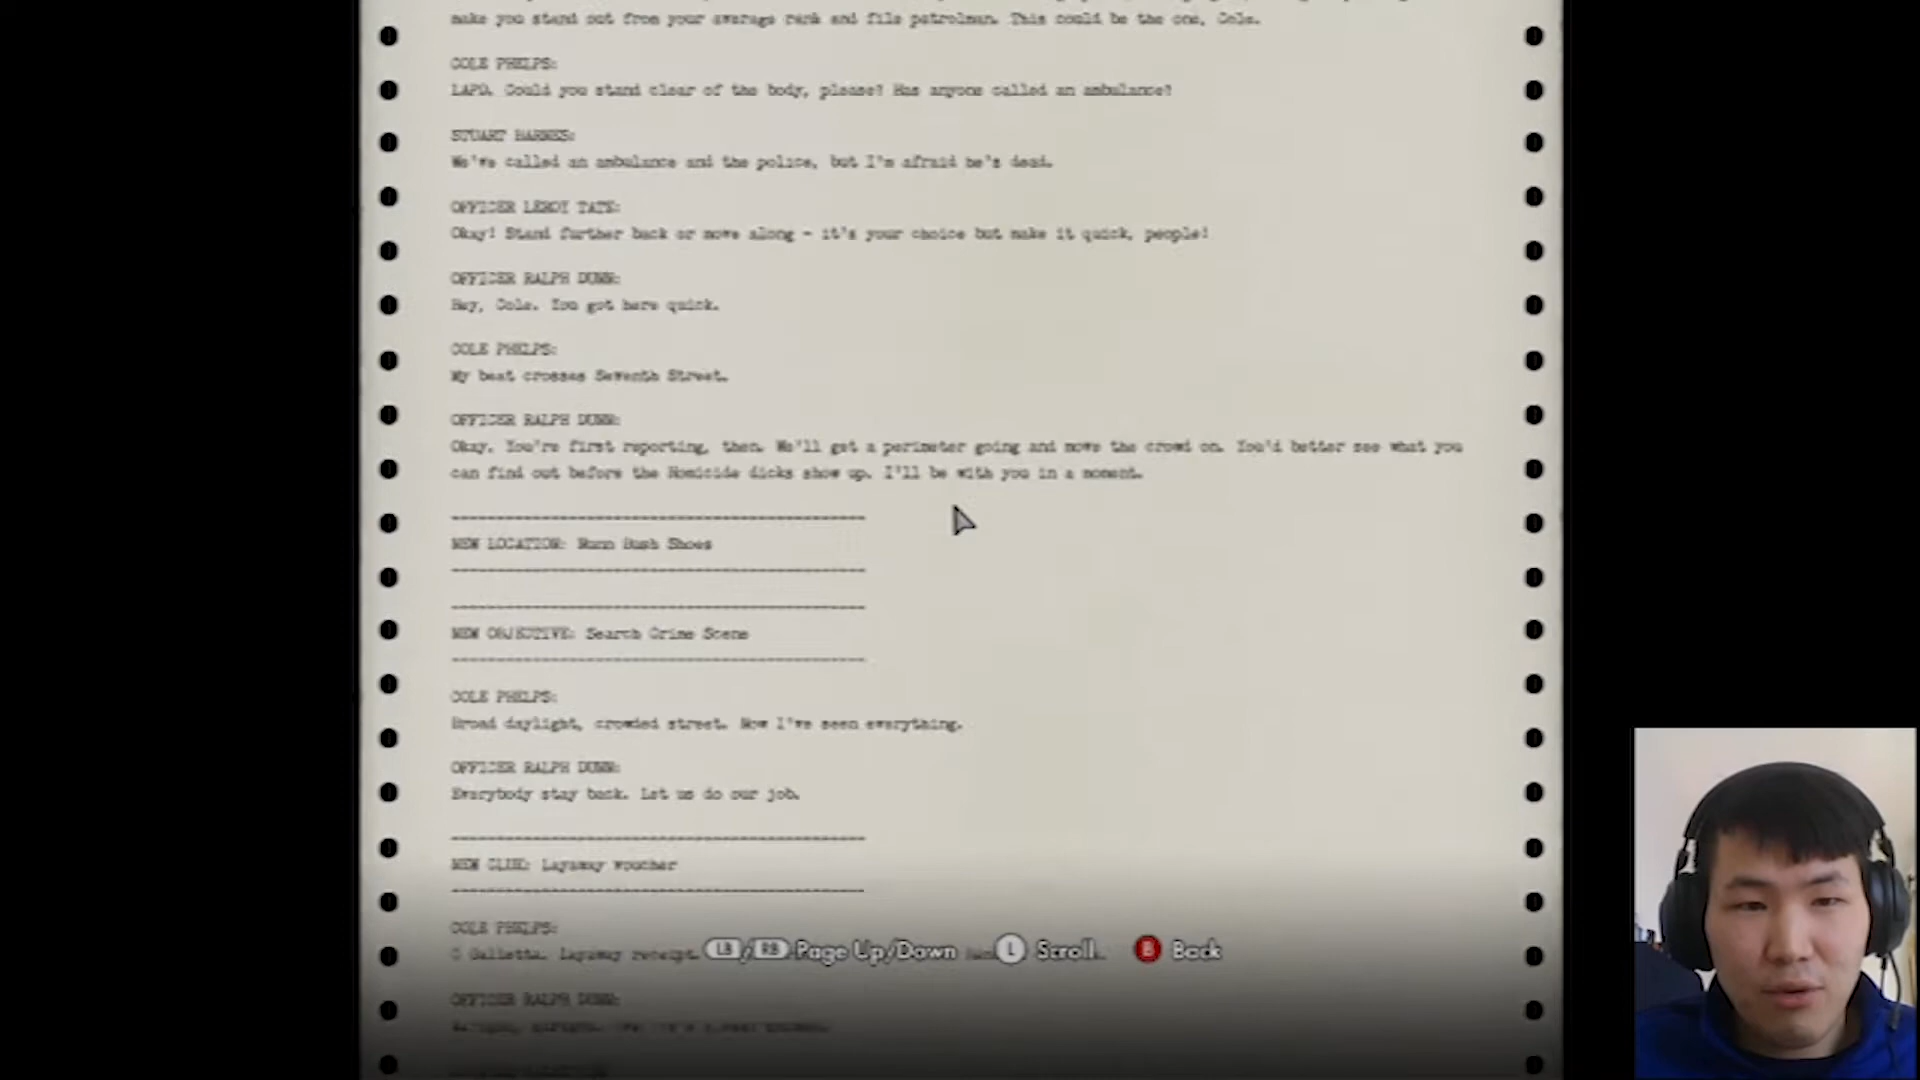 make you stand out from your average rank and file patrolman. This could be the one, Cole.
COLE PHELPS:
LAPD. Could you stand clear of the body, please? Has anyone called an ambulance?
STUART BARNES:
We've called an ambulance and the police, but I'm afraid he's dead.
OFFICER LEROY TATE:
Okay! Stand further back or move along - it's your choice but make it quick, people!
OFFICER RALPH DUNN:
Hey, Cole. You got here quick.
COLE PHELPS:
My beat crosses Seventh Street.
OFFICER RALPH DUNN:
Okay. You're first reporting, then. We'll get a perimeter going and move the crowd on. You'd better see what you
can find out before the Homicide dicks show up. I'll be with you in a moment.
NEW LOCATION: Nunn Bush Shoes
NEW OBJECTIVE: Search Crime Scene
COLE PHELPS:
Broad daylight, crowded street. Now I've seen everything.
OFFICER RALPH DUNN:
Everybody stay back. Let us do our job.
NEW CLUE: Layaway voucher
COLE PHELPS:
Galletta. Layaway receipt.
LB/RB Page Up/Down L Scroll B Back
OFFICER RALPH DUNN: